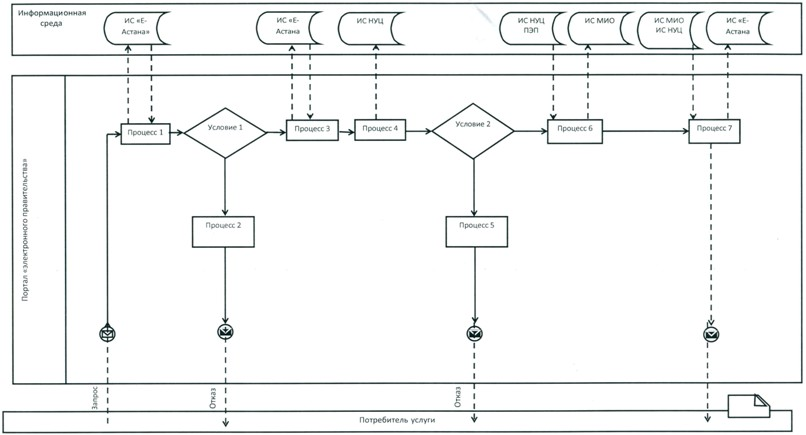 Информационная
среда
ИС «Е-
Астана»
ИС «Е-
Астана
ИС НУЦ
ИС НУЦ
ПЭП
ИС МИО
ИС МИО
ИС НУЦ
ИС «Е-
Астана
Портал «электронного правительства»
Процесс 1
Условие 1
Процесс 3
Процесс 4
Условие 2
Процесс 6
Процесс 7
Процесс 2
Процесс 5
Запрос
Отказ
Отказ
Потребитель услуги